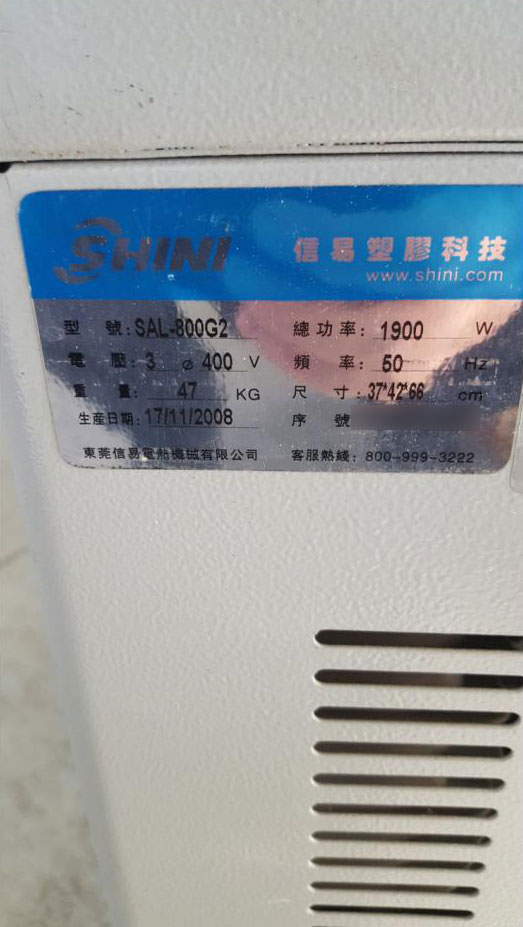 SHINI 信易塑膠科技
www.shini.com
型 號: SAL-800G2 總功率: 1900 W
電 壓: 3 ⌀ 400 V 頻 率: 50 Hz
重 量: 47 KG 尺 寸: 37*42*66 cm
生産日期: 17/11/2008 序 號
東莞信易電熱機械有限公司 客服熱綫: 800-999-3222